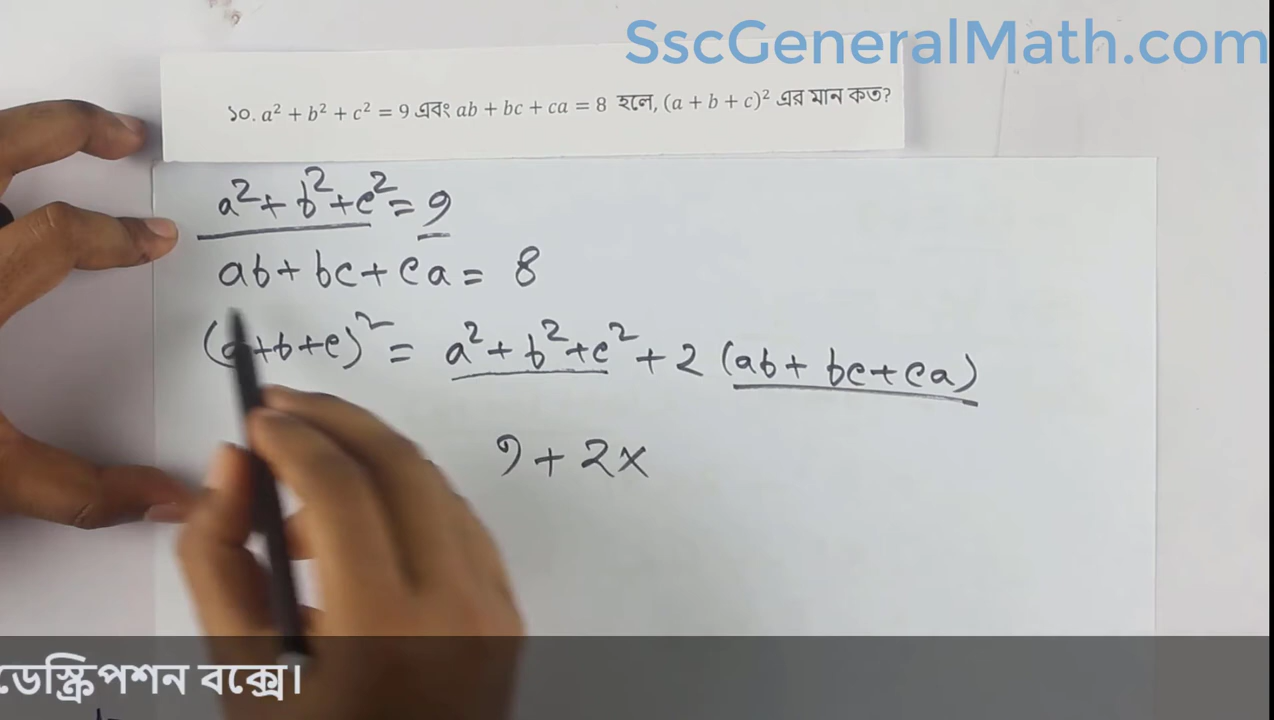 SscGeneralMath.com
১০. a² + b² + c² = 9 এবং ab + bc + ca = 8 হলে, (a + b + c)² এর মান কত?
a² + b² + c² = 9
ab + bc + ca = 8
(a + b + c)² = a² + b² + c² + 2 (ab + bc + ca)
9 + 2 ×
ডেস্ক্রিপশন বক্সে।